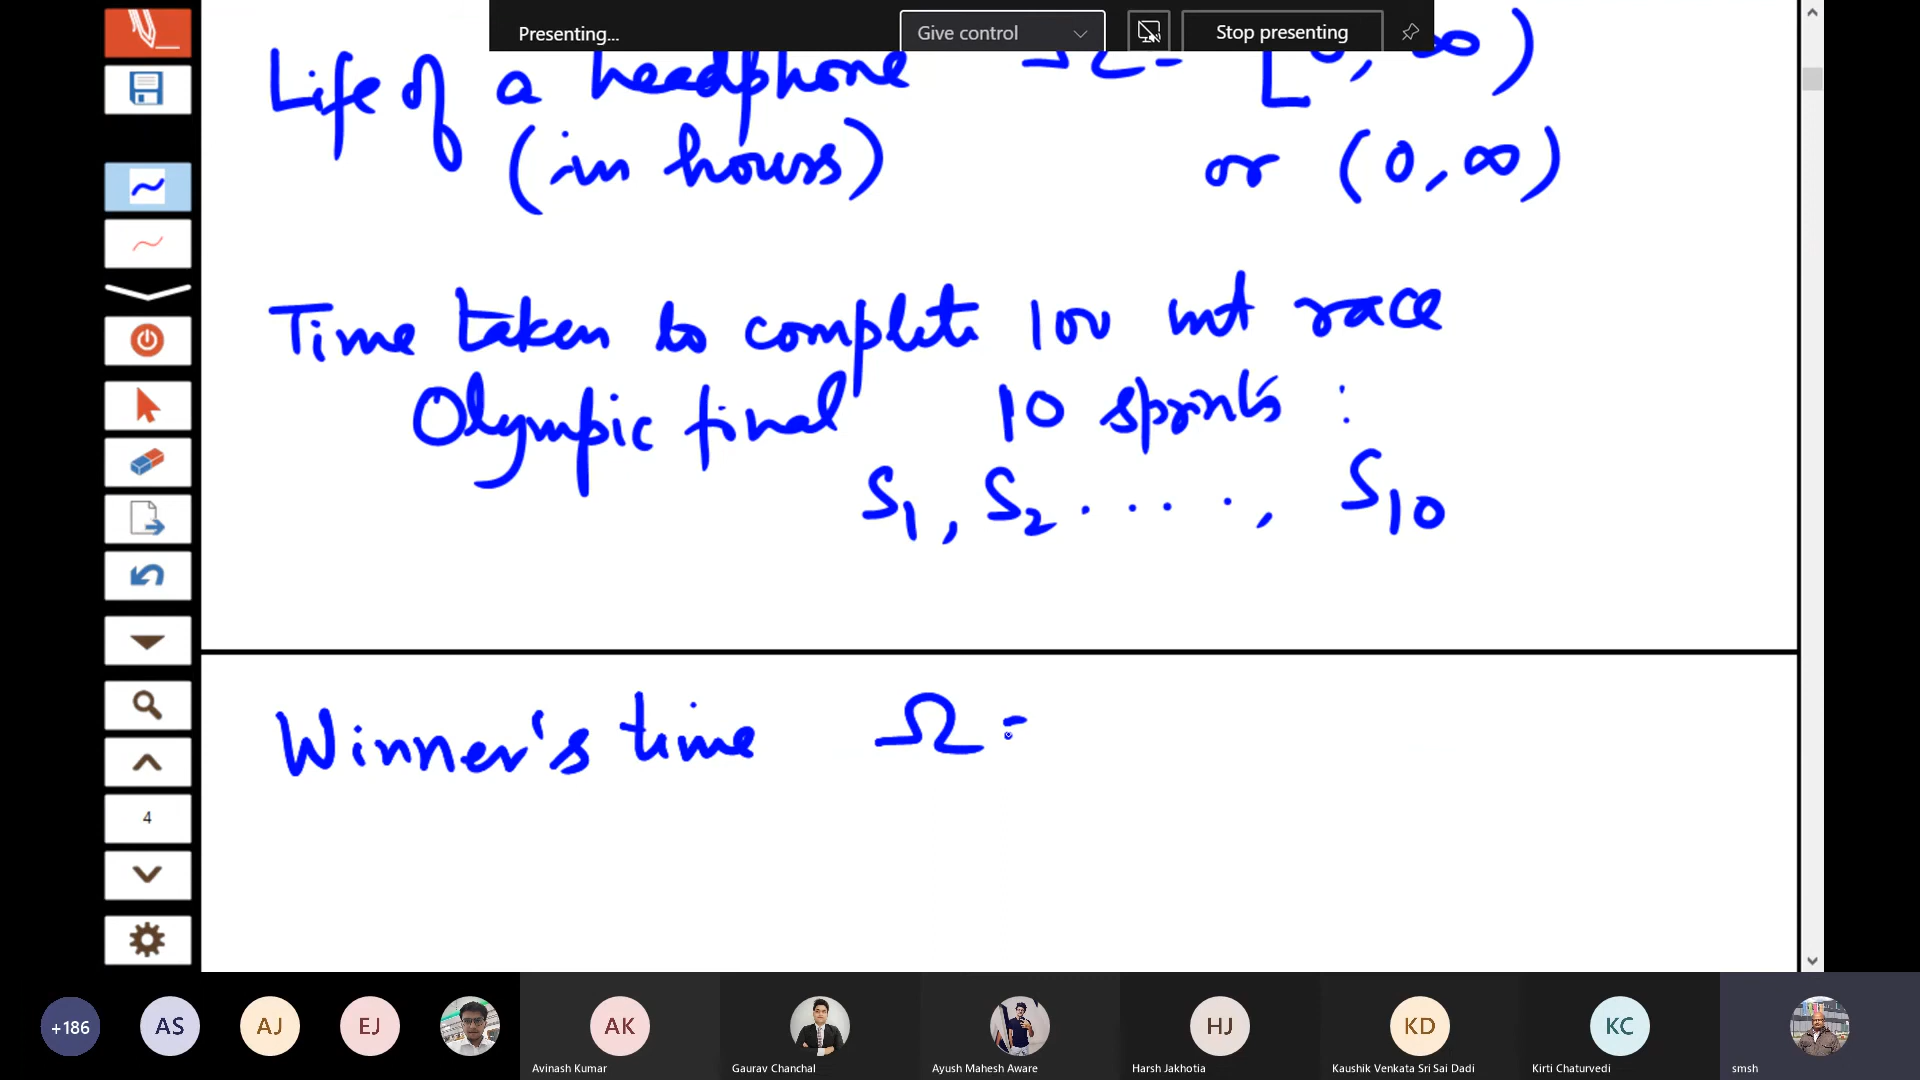 Presenting...
Give control
Stop presenting
Life of a headphone Ω = [0, ∞)
(in hours) or (0, ∞)
Time taken to complete 100 mt race
Olympic final 10 sprints :
S1, S2 . . . . , S10
Winner's time Ω =
4
+186
AS
AJ
EJ
AK
HJ
KD
KC
Avinash Kumar
Gaurav Chanchal
Ayush Mahesh Aware
Harsh Jakhotia
Kaushik Venkata Sri Sai Dadi
Kirti Chaturvedi
smsh